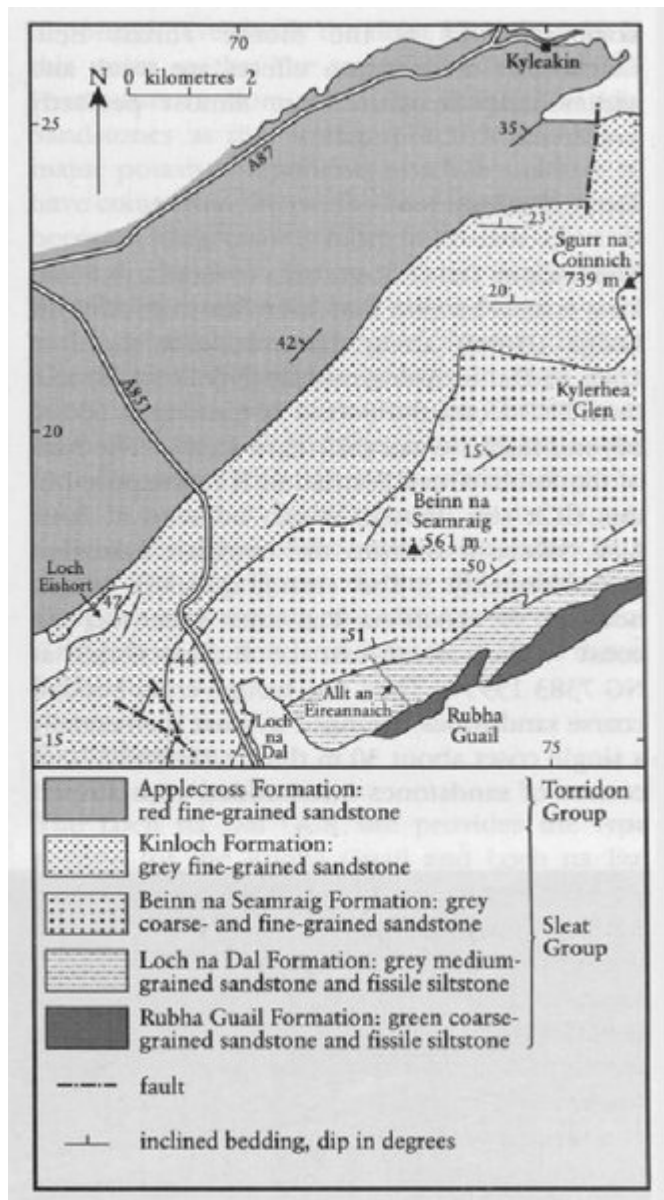 70
Kyleakin
N
0 kilometres 2
25
35
A87
23
Sgurr na
Coinnich
739 m
20
42
A851
Kylerhea
Glen
20
15
Beinn na
Seamraig
561 m
Loch
Eishort
50
47
51
44
Allt an
Eireannaich
Loch
na
Dal
Rubha
Guail
15
75
Applecross Formation:
red fine-grained sandstone
Torridon
Group
Kinloch Formation:
grey fine-grained sandstone
Beinn na Seamraig Formation: grey
coarse- and fine-grained sandstone
Sleat
Group
Loch na Dal Formation: grey medium-
grained sandstone and fissile siltstone
Rubha Guail Formation: green coarse-
grained sandstone and fissile siltstone
fault
inclined bedding, dip in degrees